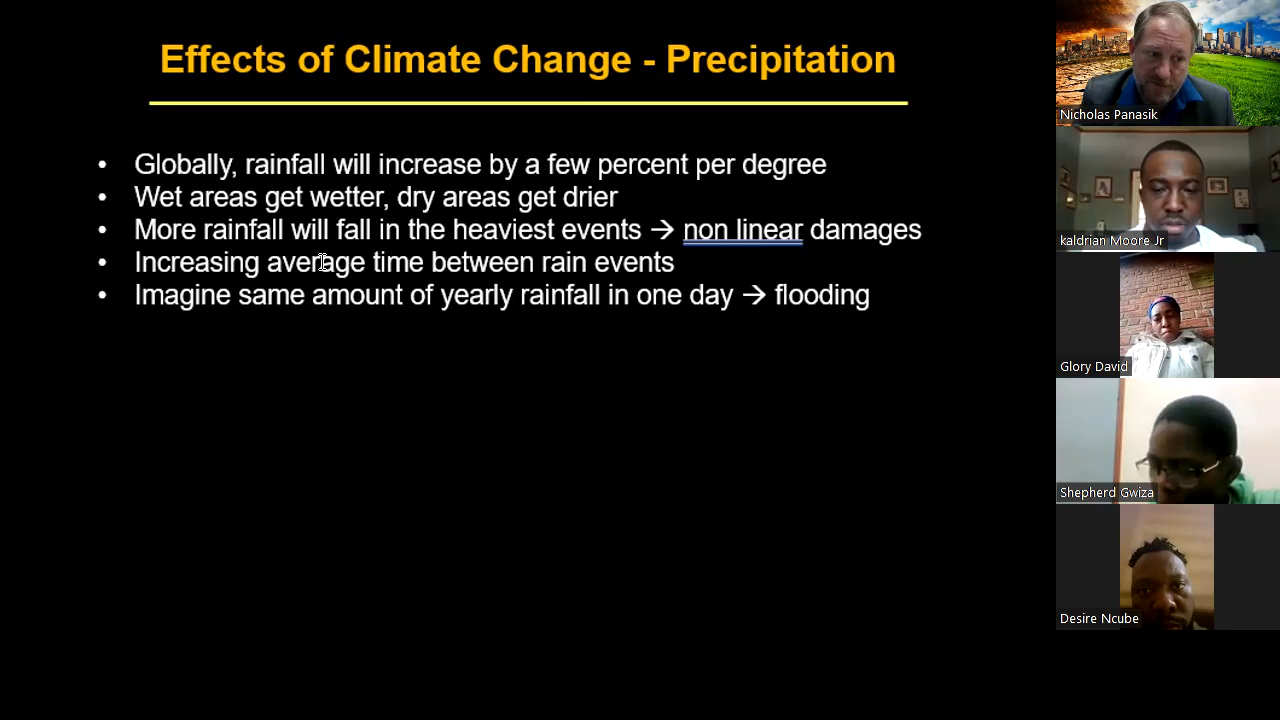 Effects of Climate Change - Precipitation
• Globally, rainfall will increase by a few percent per degree
• Wet areas get wetter, dry areas get drier
• More rainfall will fall in the heaviest events → non linear damages
• Increasing average time between rain events
• Imagine same amount of yearly rainfall in one day → flooding
Nicholas Panasik
kaldrian Moore Jr
Glory David
Shepherd Gwiza
Desire Ncube